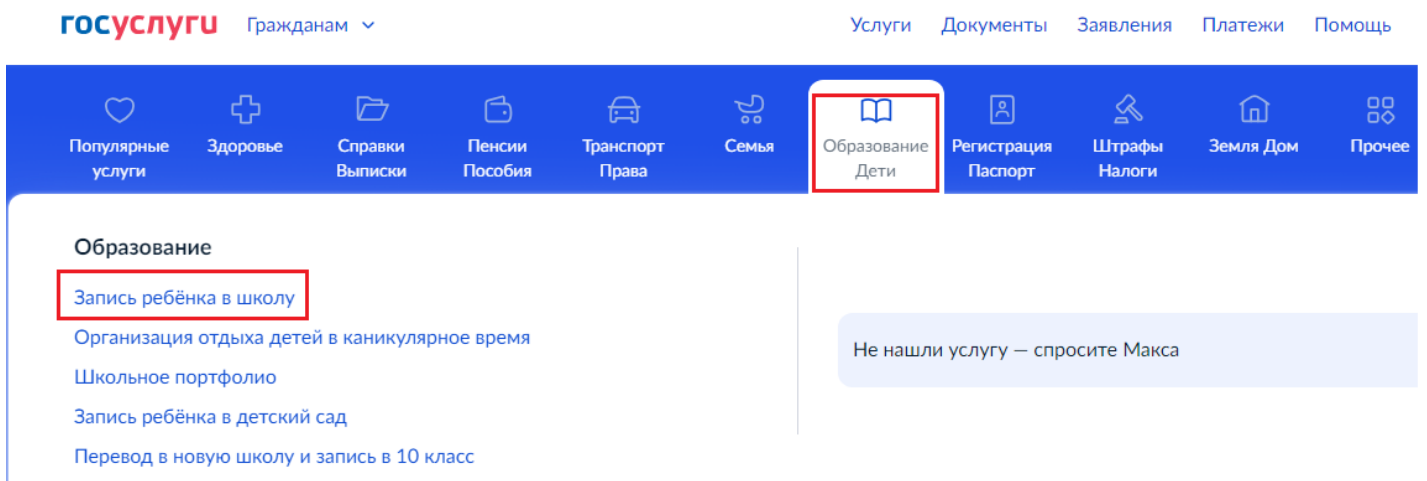 госуслуги Гражданам Услуги Документы Заявления Платежи Помощь
Популярные услуги
Здоровье
Справки Выписки
Пенсии Пособия
Транспорт Права
Семья
Образование Дети
Регистрация Паспорт
Штрафы Налоги
Земля Дом
Прочее
Образование
Запись ребёнка в школу
Организация отдыха детей в каникулярное время
Школьное портфолио
Запись ребёнка в детский сад
Перевод в новую школу и запись в 10 класс
Не нашли услугу — спросите Макса